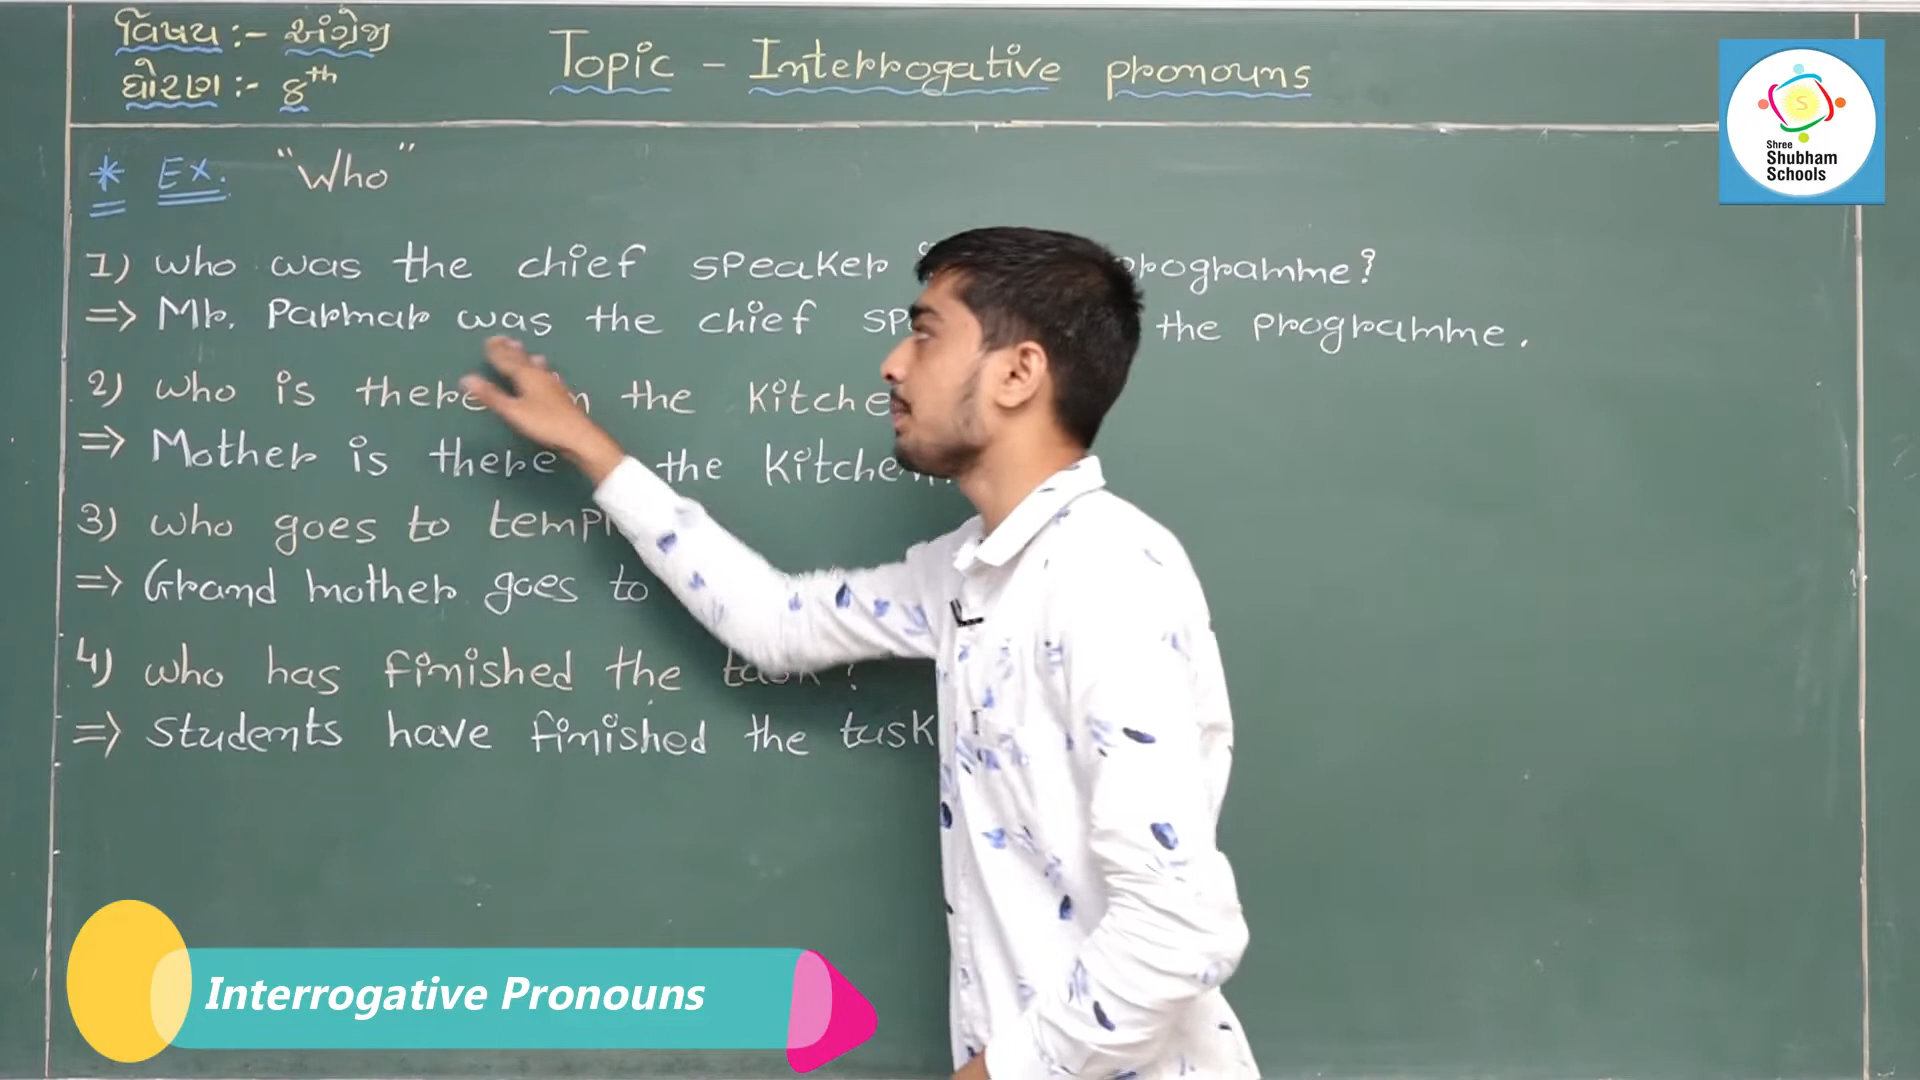 વિષય :- અંગ્રેજી
ધોરણ :- 8th
Topic - Interrogative pronouns
* Ex. "Who"
1) who was the chief speaker programme?
=> Mr. Parmar was the chief the programme.
2) who is there in the
=> Mother is there the kitchen.
3) who goes to
=> Grand mother goes to
4) who has finished the task?
=> Students have finished the task
Shree
Shubham
Schools
Interrogative Pronouns